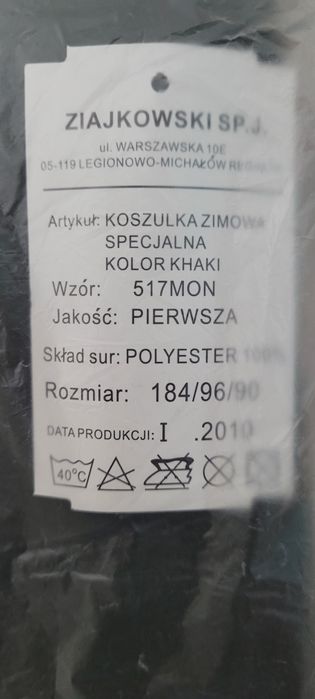 ZIAJKOWSKI SP.J.
ul. WARSZAWSKA 10E
05-119 LEGIONOWO-MICHAŁÓW
Artykuł: KOSZULKA ZIMOWA
SPECJALNA
KOLOR KHAKI
Wzór: 517MON
Jakość: PIERWSZA
Skład sur: POLYESTER 100%
Rozmiar: 184/96/90
DATA PRODUKCJI: I .2010
40°C